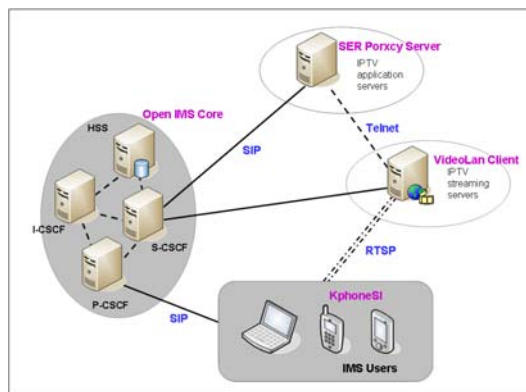 SER Porxcy Server
IPTV
application
servers
Open IMS Core
HSS
SIP
Telnet
VideoLan Client
IPTV
streaming
servers
I-CSCF
S-CSCF
P-CSCF
RTSP
SIP
KphoneSI
IMS Users